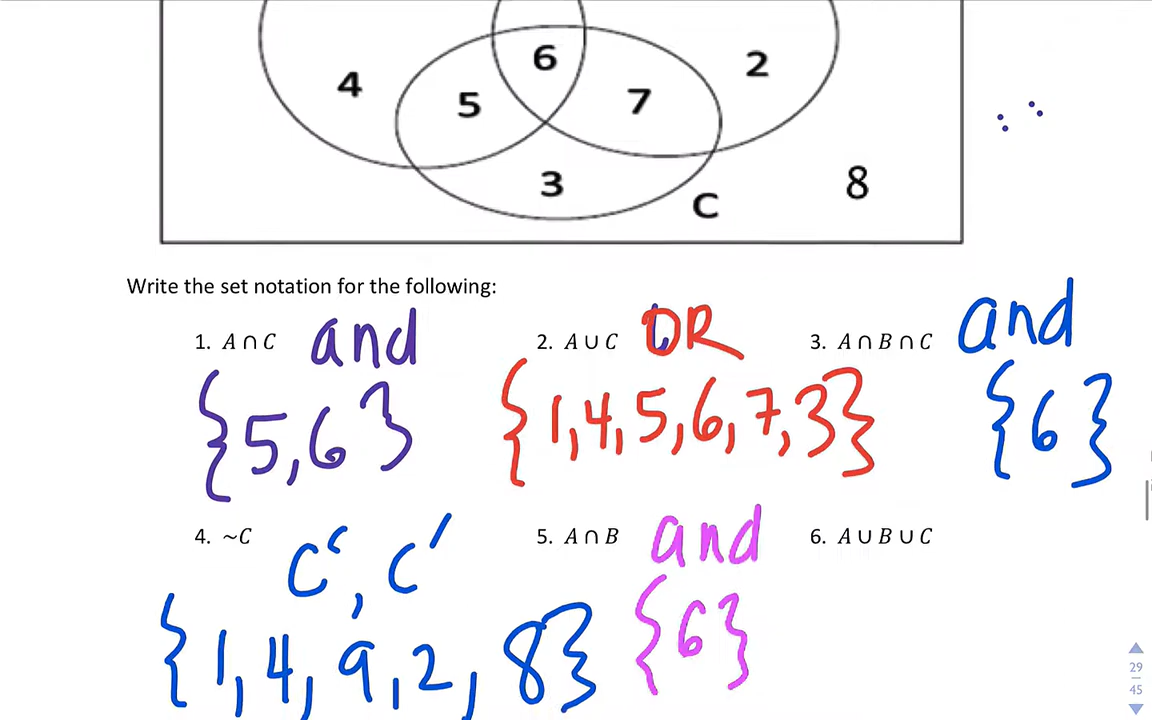 6
4
2
5
7
3
8
C
Write the set notation for the following:
1. A ∩ C and
2. A ∪ C OR
3. A ∩ B ∩ C and
{5,6}
{1,4,5,6,7,3}
{6}
4. ~C C^c, C′
5. A ∩ B and
6. A ∪ B ∪ C
{1,4,9,2,8}
{6}
29
45